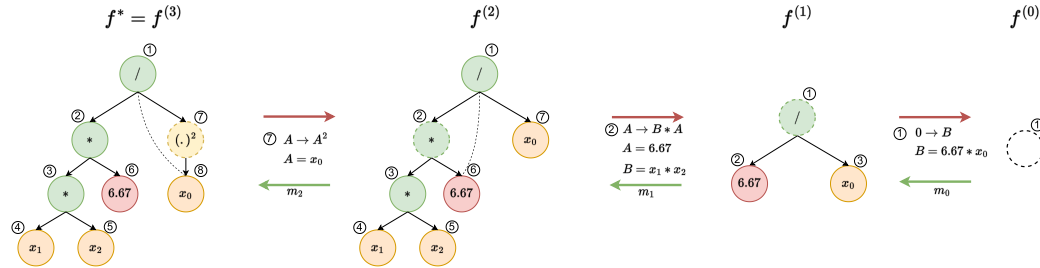 f* = f^(3)
f^(2)
f^(1)
f^(0)
①
/
②
*
⑦
(.)²
③
*
⑥
6.67
⑧
x₀
④
x₁
⑤
x₂
⑦ A → A²
A = x₀
m₂
①
/
②
*
⑦
x₀
③
*
⑥
6.67
④
x₁
⑤
x₂
② A → B * A
A = 6.67
B = x₁ * x₂
m₁
①
/
②
6.67
③
x₀
① 0 → B
B = 6.67 * x₀
m₀
①